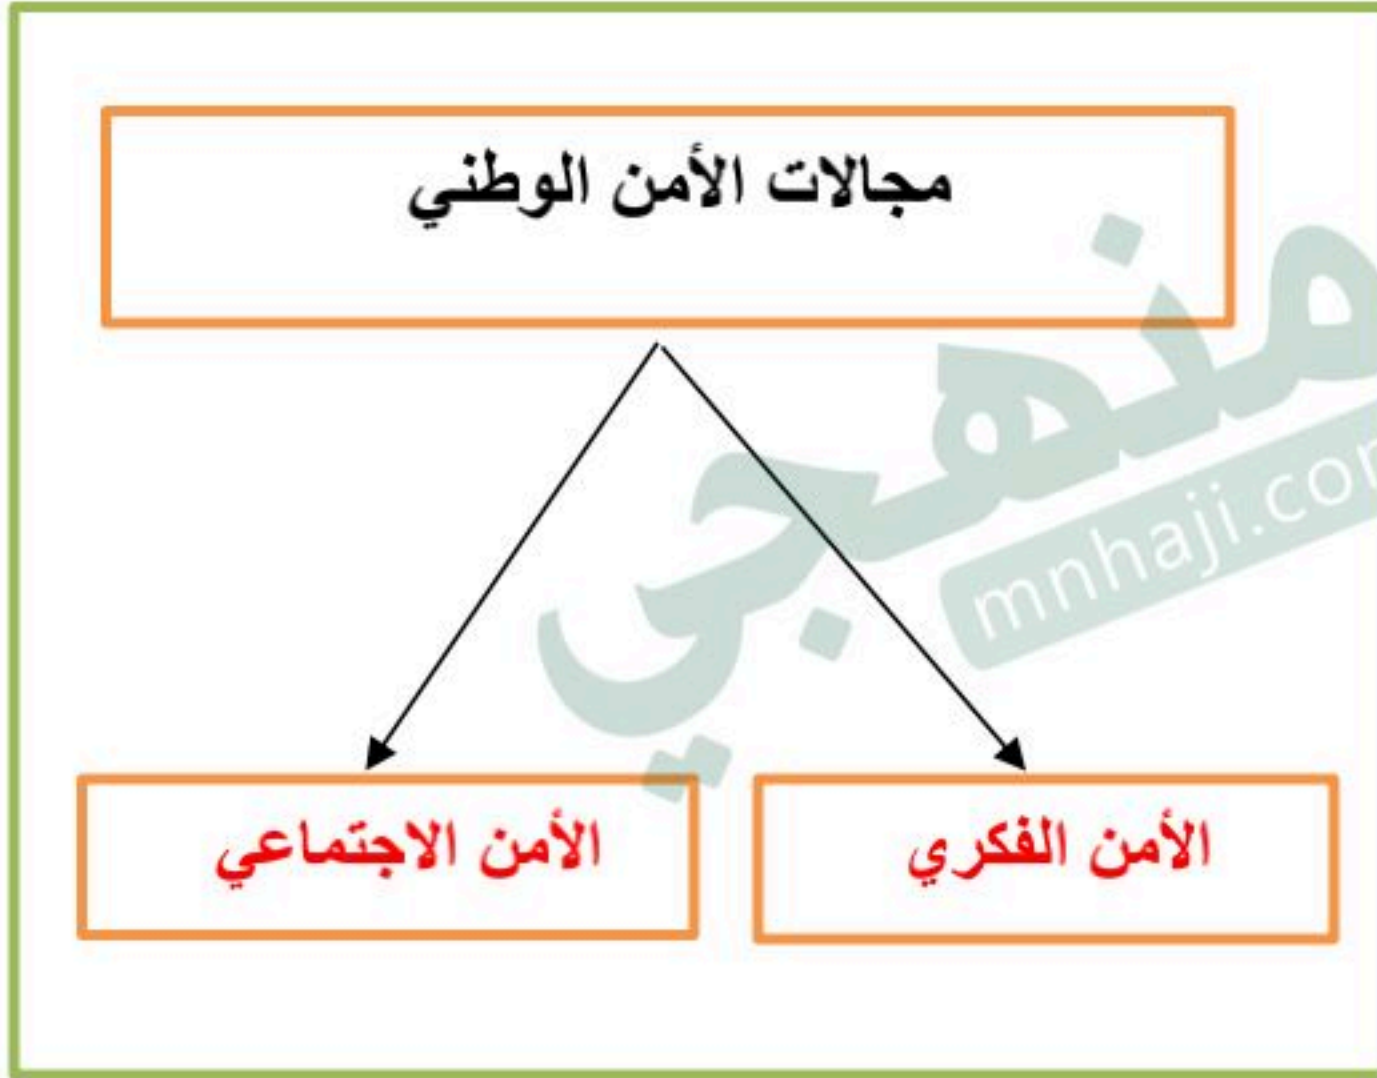 مجالات الأمن الوطني
الأمن الفكري
الأمن الاجتماعي
منهجي
mnhaji.com